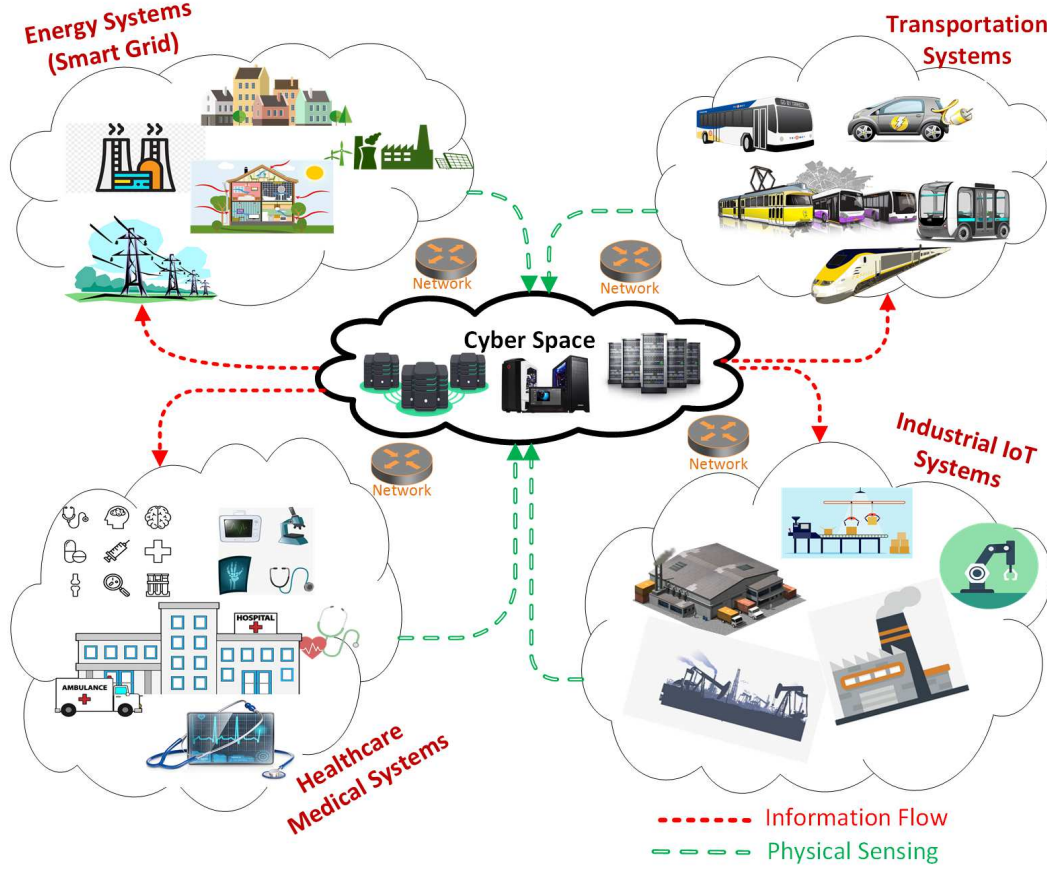 Energy Systems
(Smart Grid)
Transportation
Systems
Network
Network
Cyber Space
Network
Network
Industrial IoT
Systems
HOSPITAL
AMBULANCE
Healthcare
Medical Systems
Information Flow
Physical Sensing